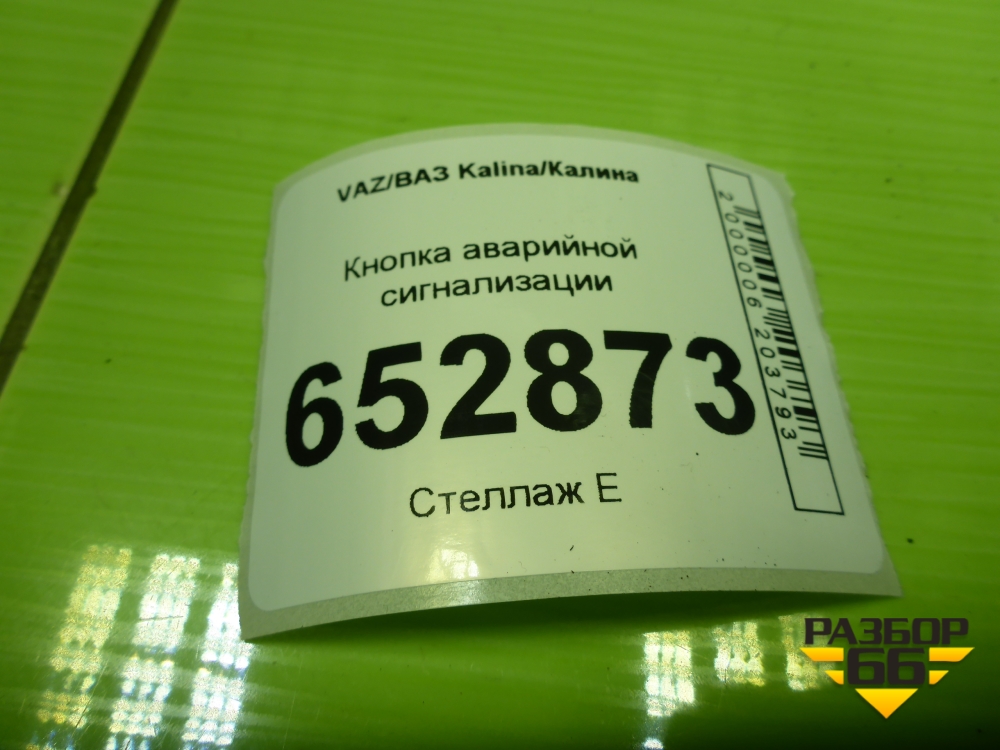 VAZ/ВАЗ Kalina/Калина
Кнопка аварийной
сигнализации
652873
Стеллаж Е
2000006203793
РАЗБОР
66